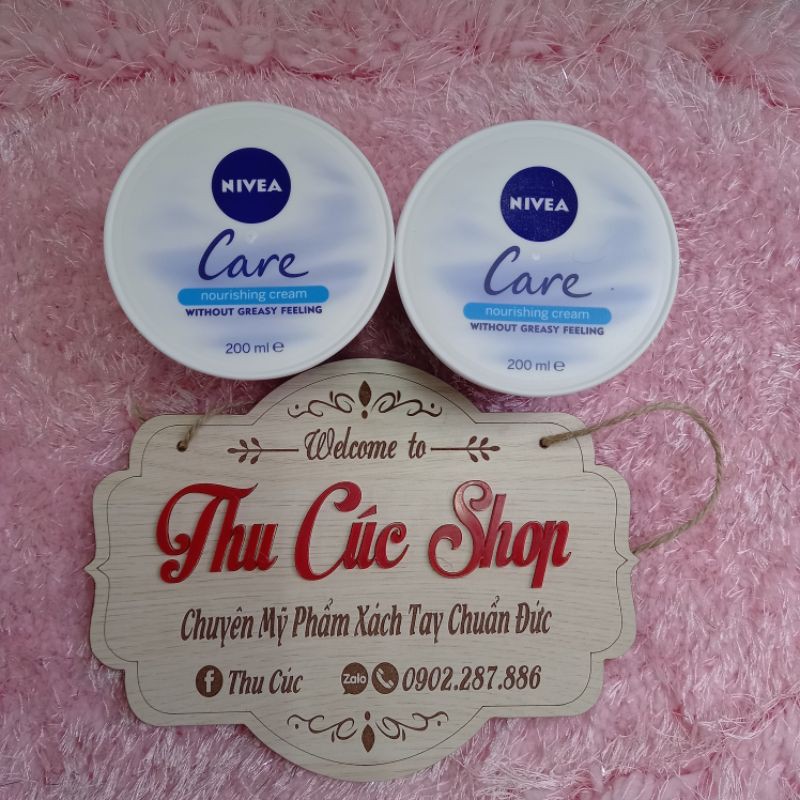 NIVEA
Care
nourishing cream
WITHOUT GREASY FEELING
200 ml e
NIVEA
Care
nourishing cream
WITHOUT GREASY FEELING
200 ml e
Welcome to
Thu Cúc Shop
Chuyên Mỹ Phẩm Xách Tay Chuẩn Đức
f Thu Cúc Zalo 0902.287.886